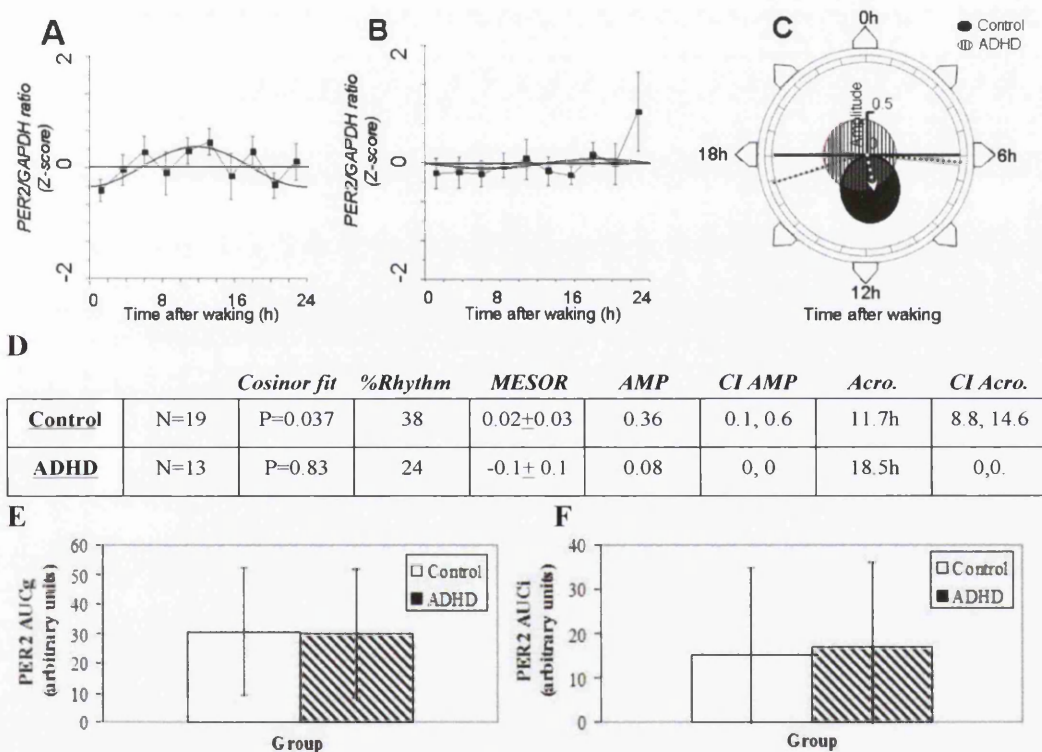 A
PER2/GAPDH ratio
(Z-score)
2
0
-2
0 8 16 24
Time after waking (h)
B
PER2/GAPDH ratio
(Z-score)
2
0
-2
0 8 16 24
Time after waking (h)
C
Control
ADHD
0h
Amplitude
0.5
18h
6h
12h
Time after waking
D
Cosinor fit %Rhythm MESOR AMP CI AMP Acro. CI Acro.
Control N=19 P=0.037 38 0.02±0.03 0.36 0.1, 0.6 11.7h 8.8, 14.6
ADHD N=13 P=0.83 24 -0.1± 0.1 0.08 0, 0 18.5h 0,0.
E
PER2 AUCg
(arbitrary units)
60
50
40
30
20
10
0
Control
ADHD
Group
F
PER2 AUCi
(arbitrary units)
40
30
20
10
0
Control
ADHD
Group